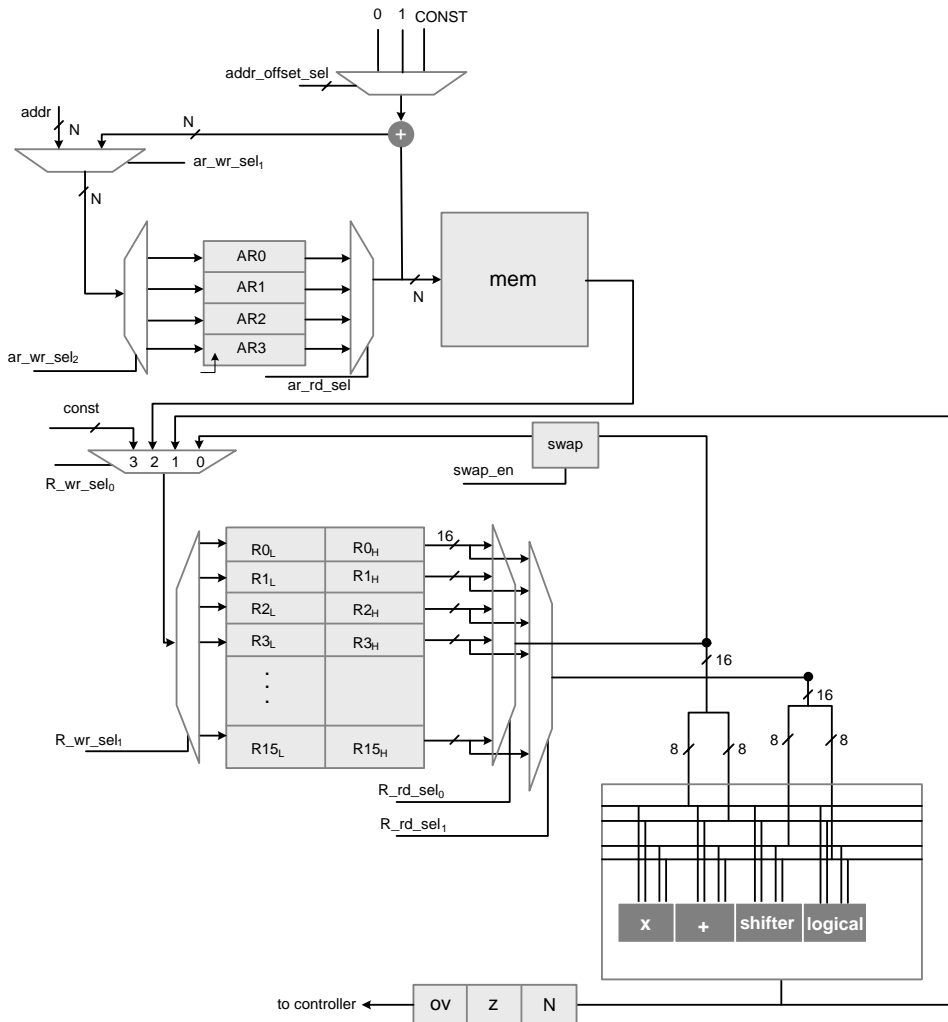 0 1 CONST
addr_offset_sel
addr
N
N
+
ar_wr_sel₁
N
AR0
AR1
AR2
AR3
mem
N
ar_wr_sel₂
ar_rd_sel
const
3 2 1 0
swap
swap_en
R_wr_sel₀
16
R0L R0H
R1L R1H
R2L R2H
R3L R3H
16
16
R15L R15H
R_wr_sel₁
8 8 8 8
R_rd_sel₀
R_rd_sel₁
x + shifter logical
to controller ov z N